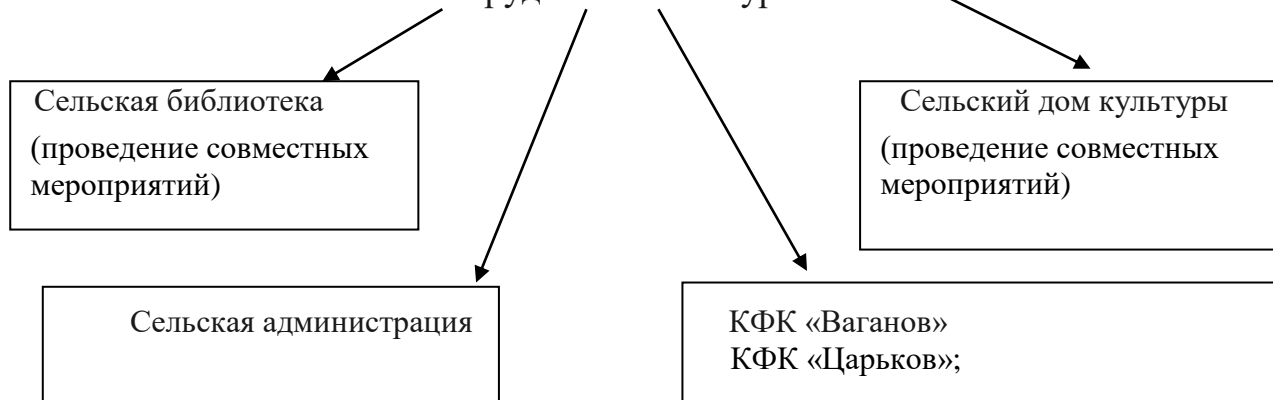 Сельская библиотека
(проведение совместных
мероприятий)
Сельский дом культуры
(проведение совместных
мероприятий)
Сельская администрация
КФК «Ваганов»
КФК «Царьков»;